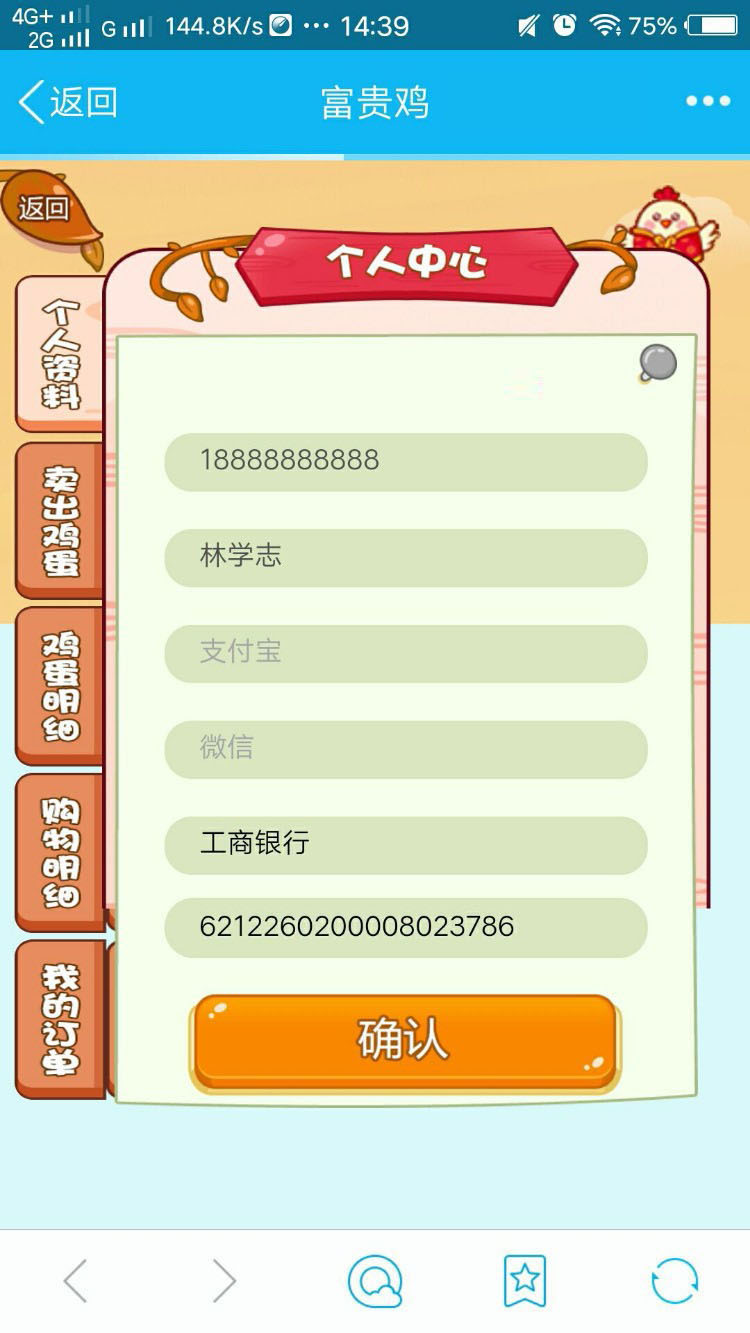 4G+ 2G G 144.8K/s ··· 14:39 75%
返回 富贵鸡
返回
个人中心
个人资料
卖出鸡蛋
鸡蛋明细
购物明细
我的订单
18888888888
林学志
支付宝
微信
工商银行
6212260200008023786
确认